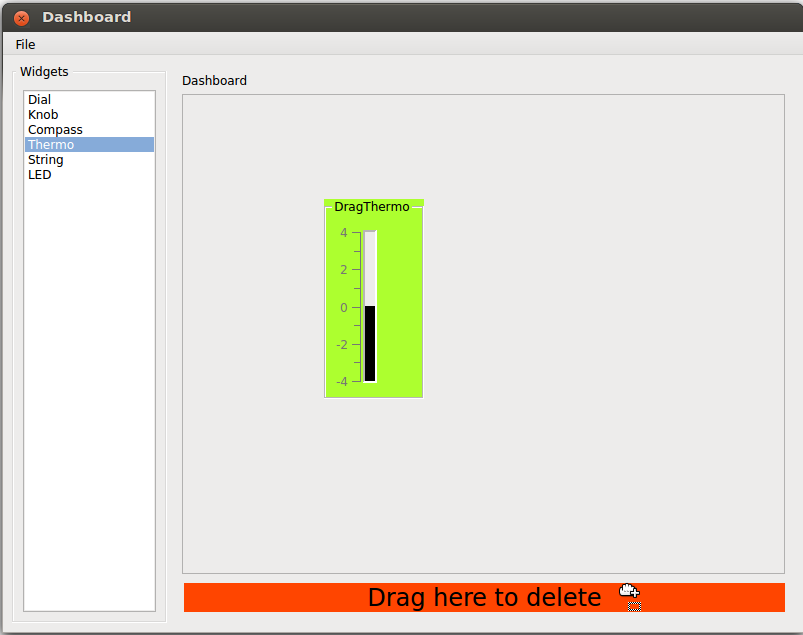 Dashboard
File
Widgets
Dial
Knob
Compass
Thermo
String
LED
Dashboard
DragThermo
4
2
0
-2
-4
Drag here to delete